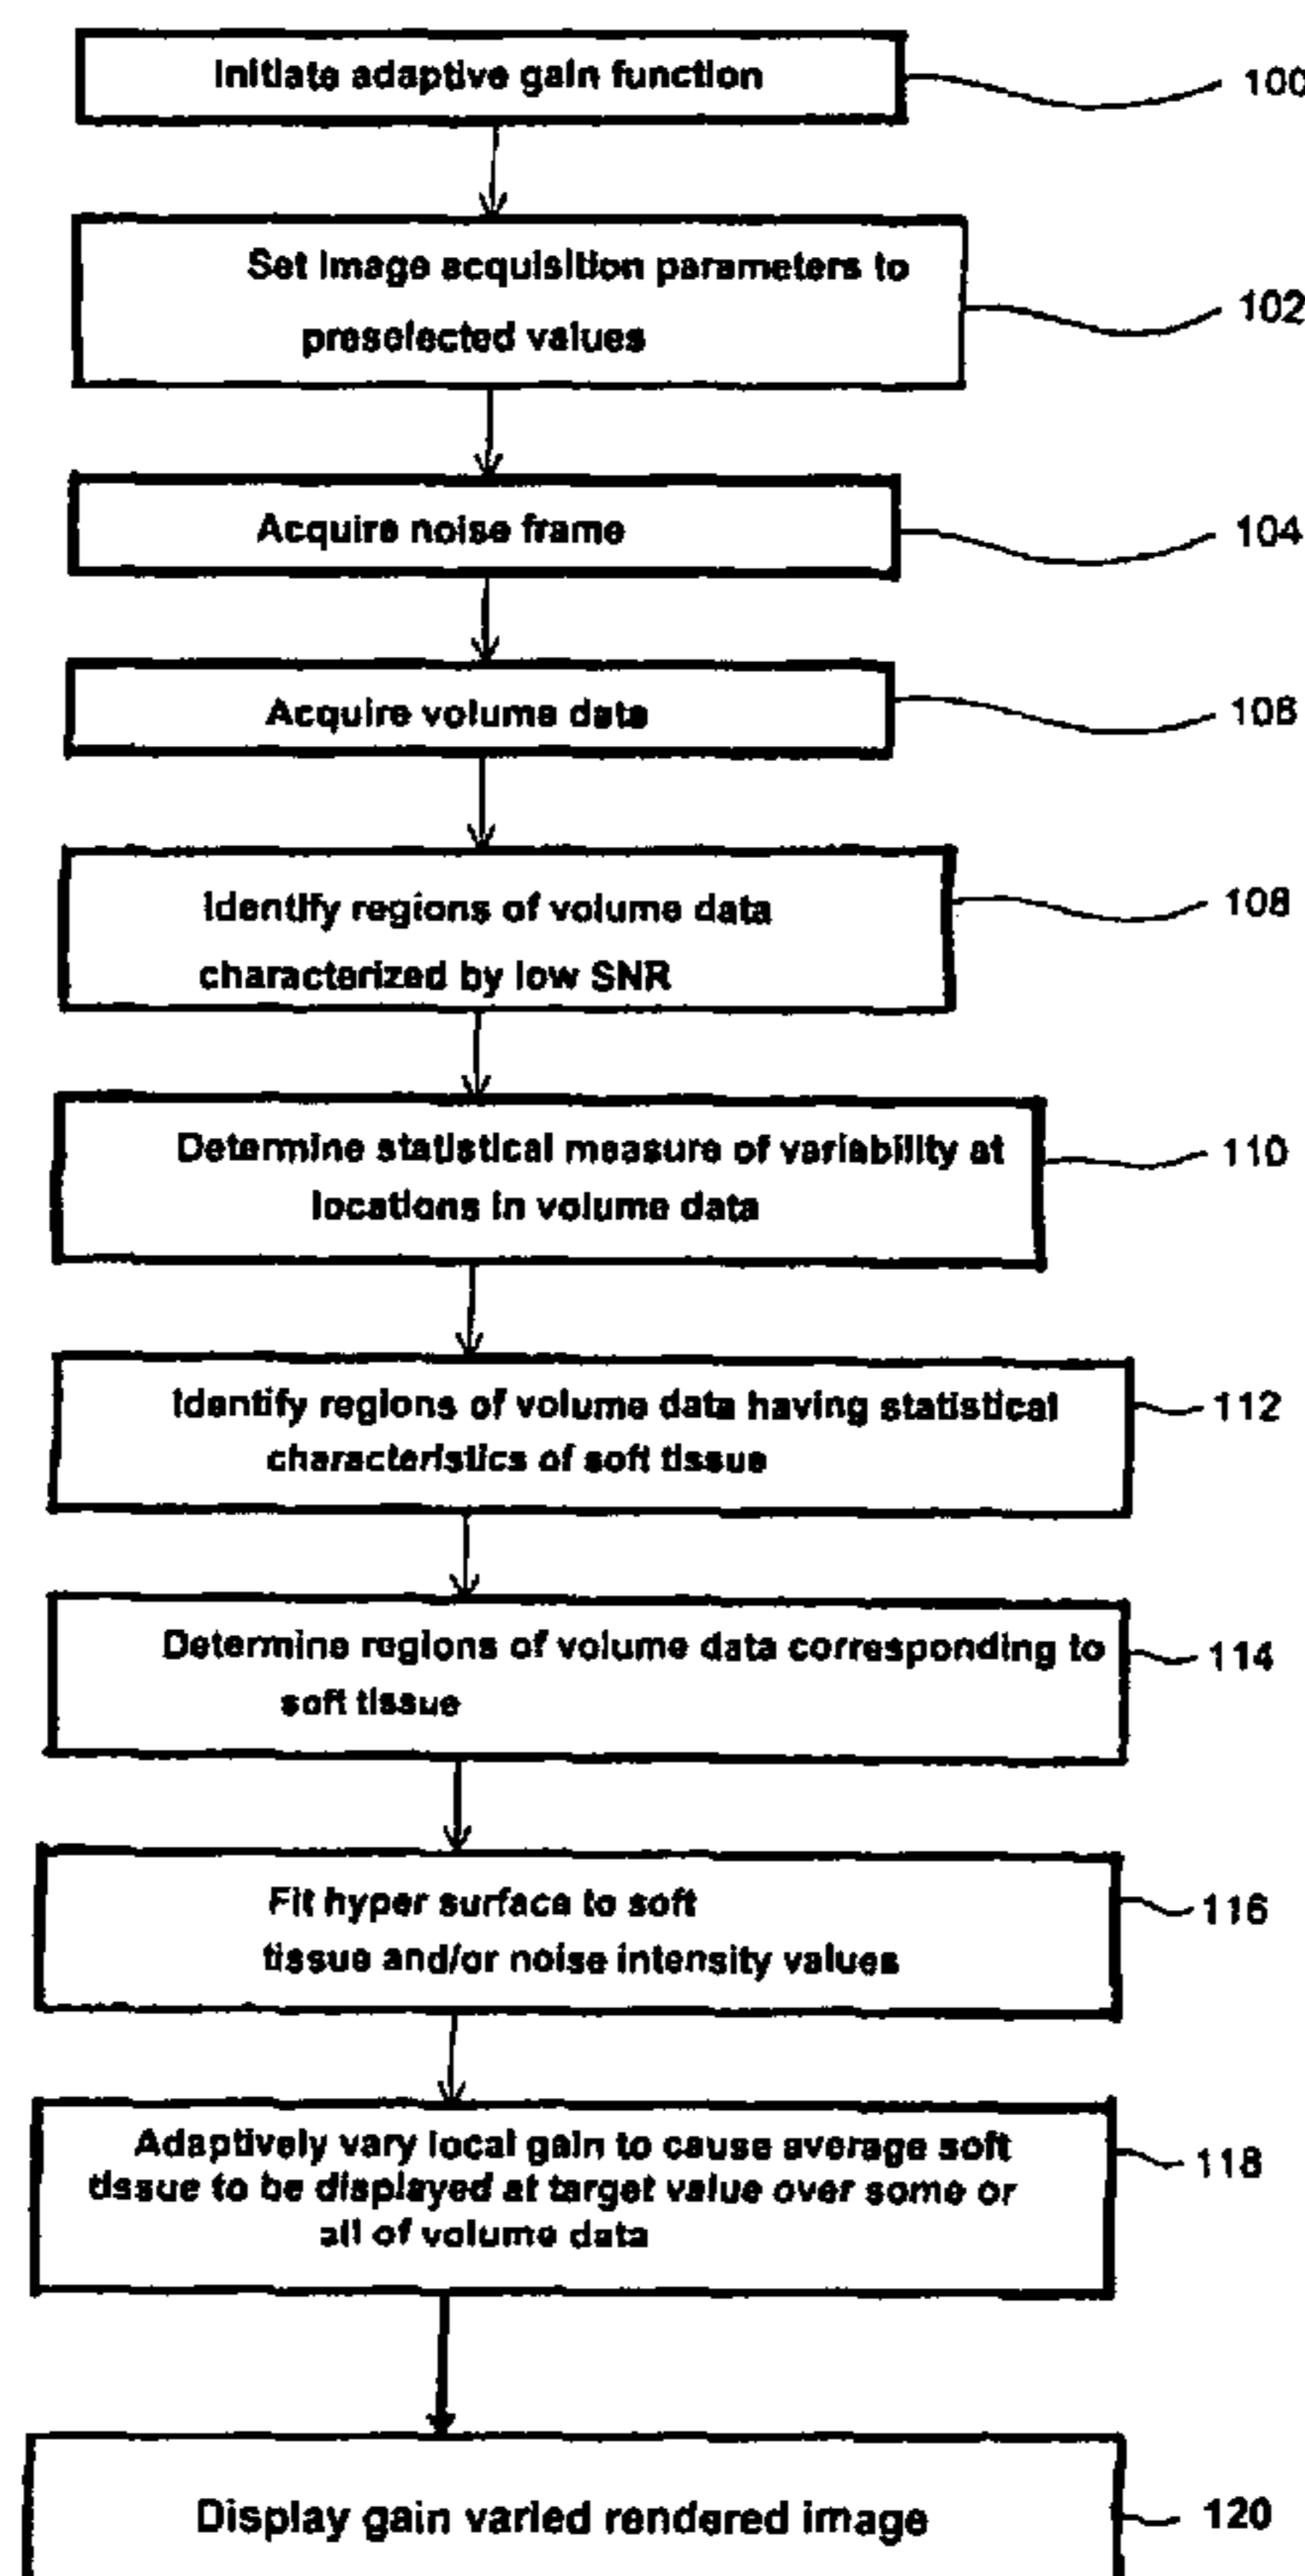 Initiate adaptive gain function
100
Set image acquisition parameters to
preselected values
102
Acquire noise frame
104
Acquire volume data
106
Identify regions of volume data
characterized by low SNR
108
Determine statistical measure of variability at
locations in volume data
110
Identify regions of volume data having statistical
characteristics of soft tissue
112
Determine regions of volume data corresponding to
soft tissue
114
Fit hyper surface to soft
tissue and/or noise intensity values
116
Adaptively vary local gain to cause average soft
tissue to be displayed at target value over some or
all of volume data
118
Display gain varied rendered image
120